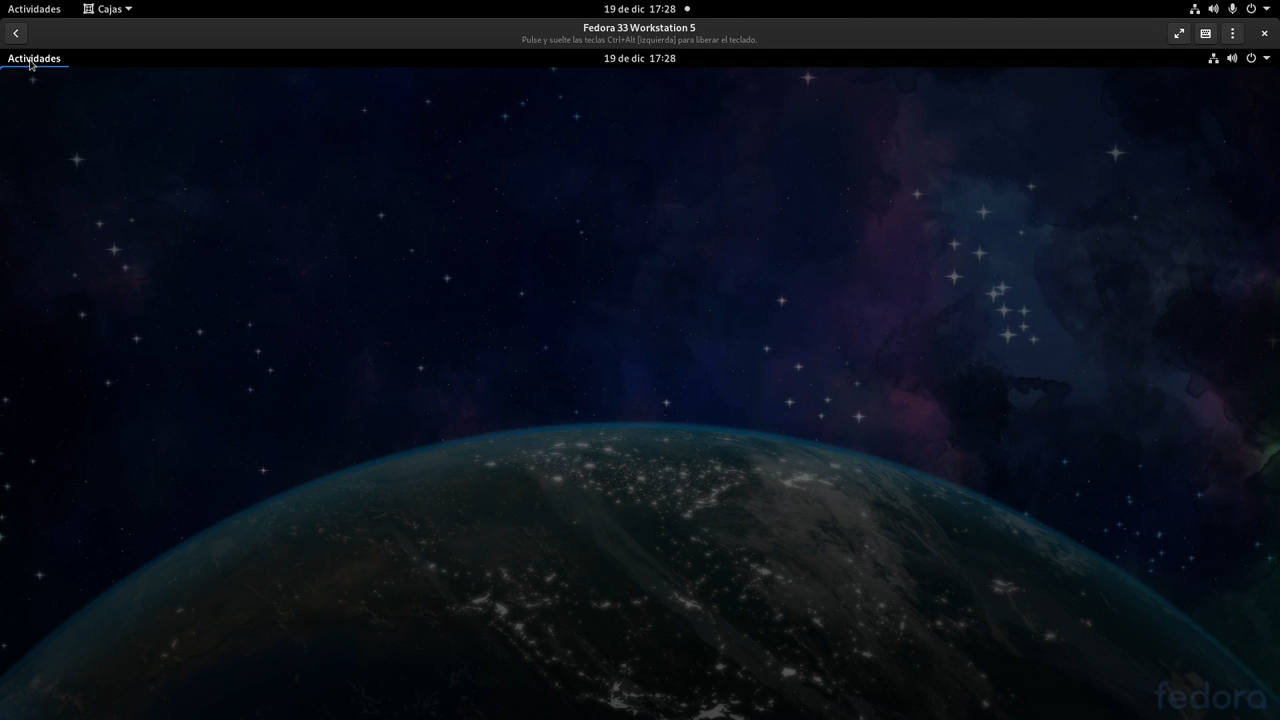 Actividades Cajas 19 de dic 17:28
Fedora 33 Workstation 5
Pulse y suelte las teclas Ctrl+Alt [izquierda] para liberar el teclado.
Actividades 19 de dic 17:28
fedora